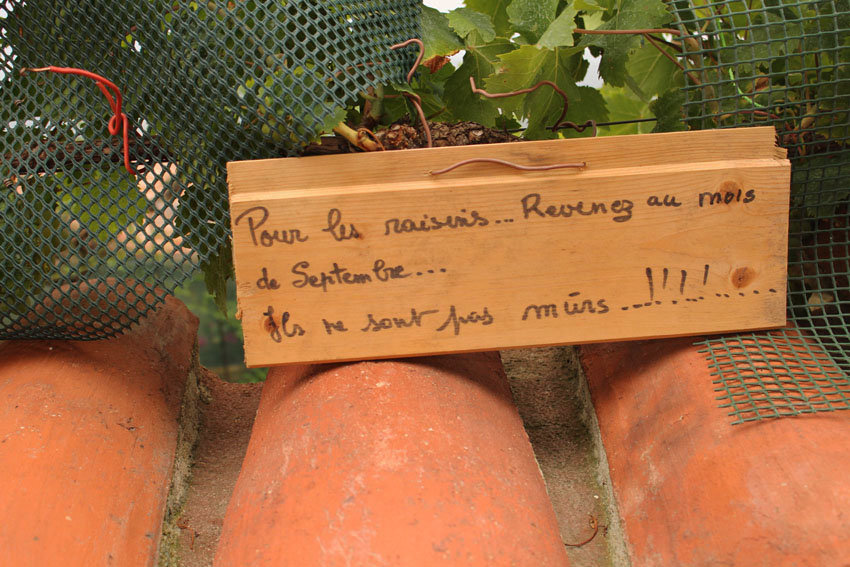 Pour les raisins... Revenez au mois
de Septembre...
Ils ne sont pas mûrs...!!!!.....